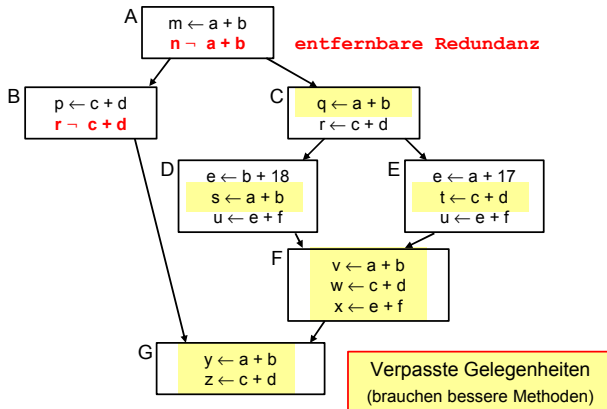 A
m ← a + b
n ¬ a + b
entfernbare Redundanz
B
p ← c + d
r ¬ c + d
C
q ← a + b
r ← c + d
D
e ← b + 18
s ← a + b
u ← e + f
E
e ← a + 17
t ← c + d
u ← e + f
F
v ← a + b
w ← c + d
x ← e + f
G
y ← a + b
z ← c + d
Verpasste Gelegenheiten
(brauchen bessere Methoden)